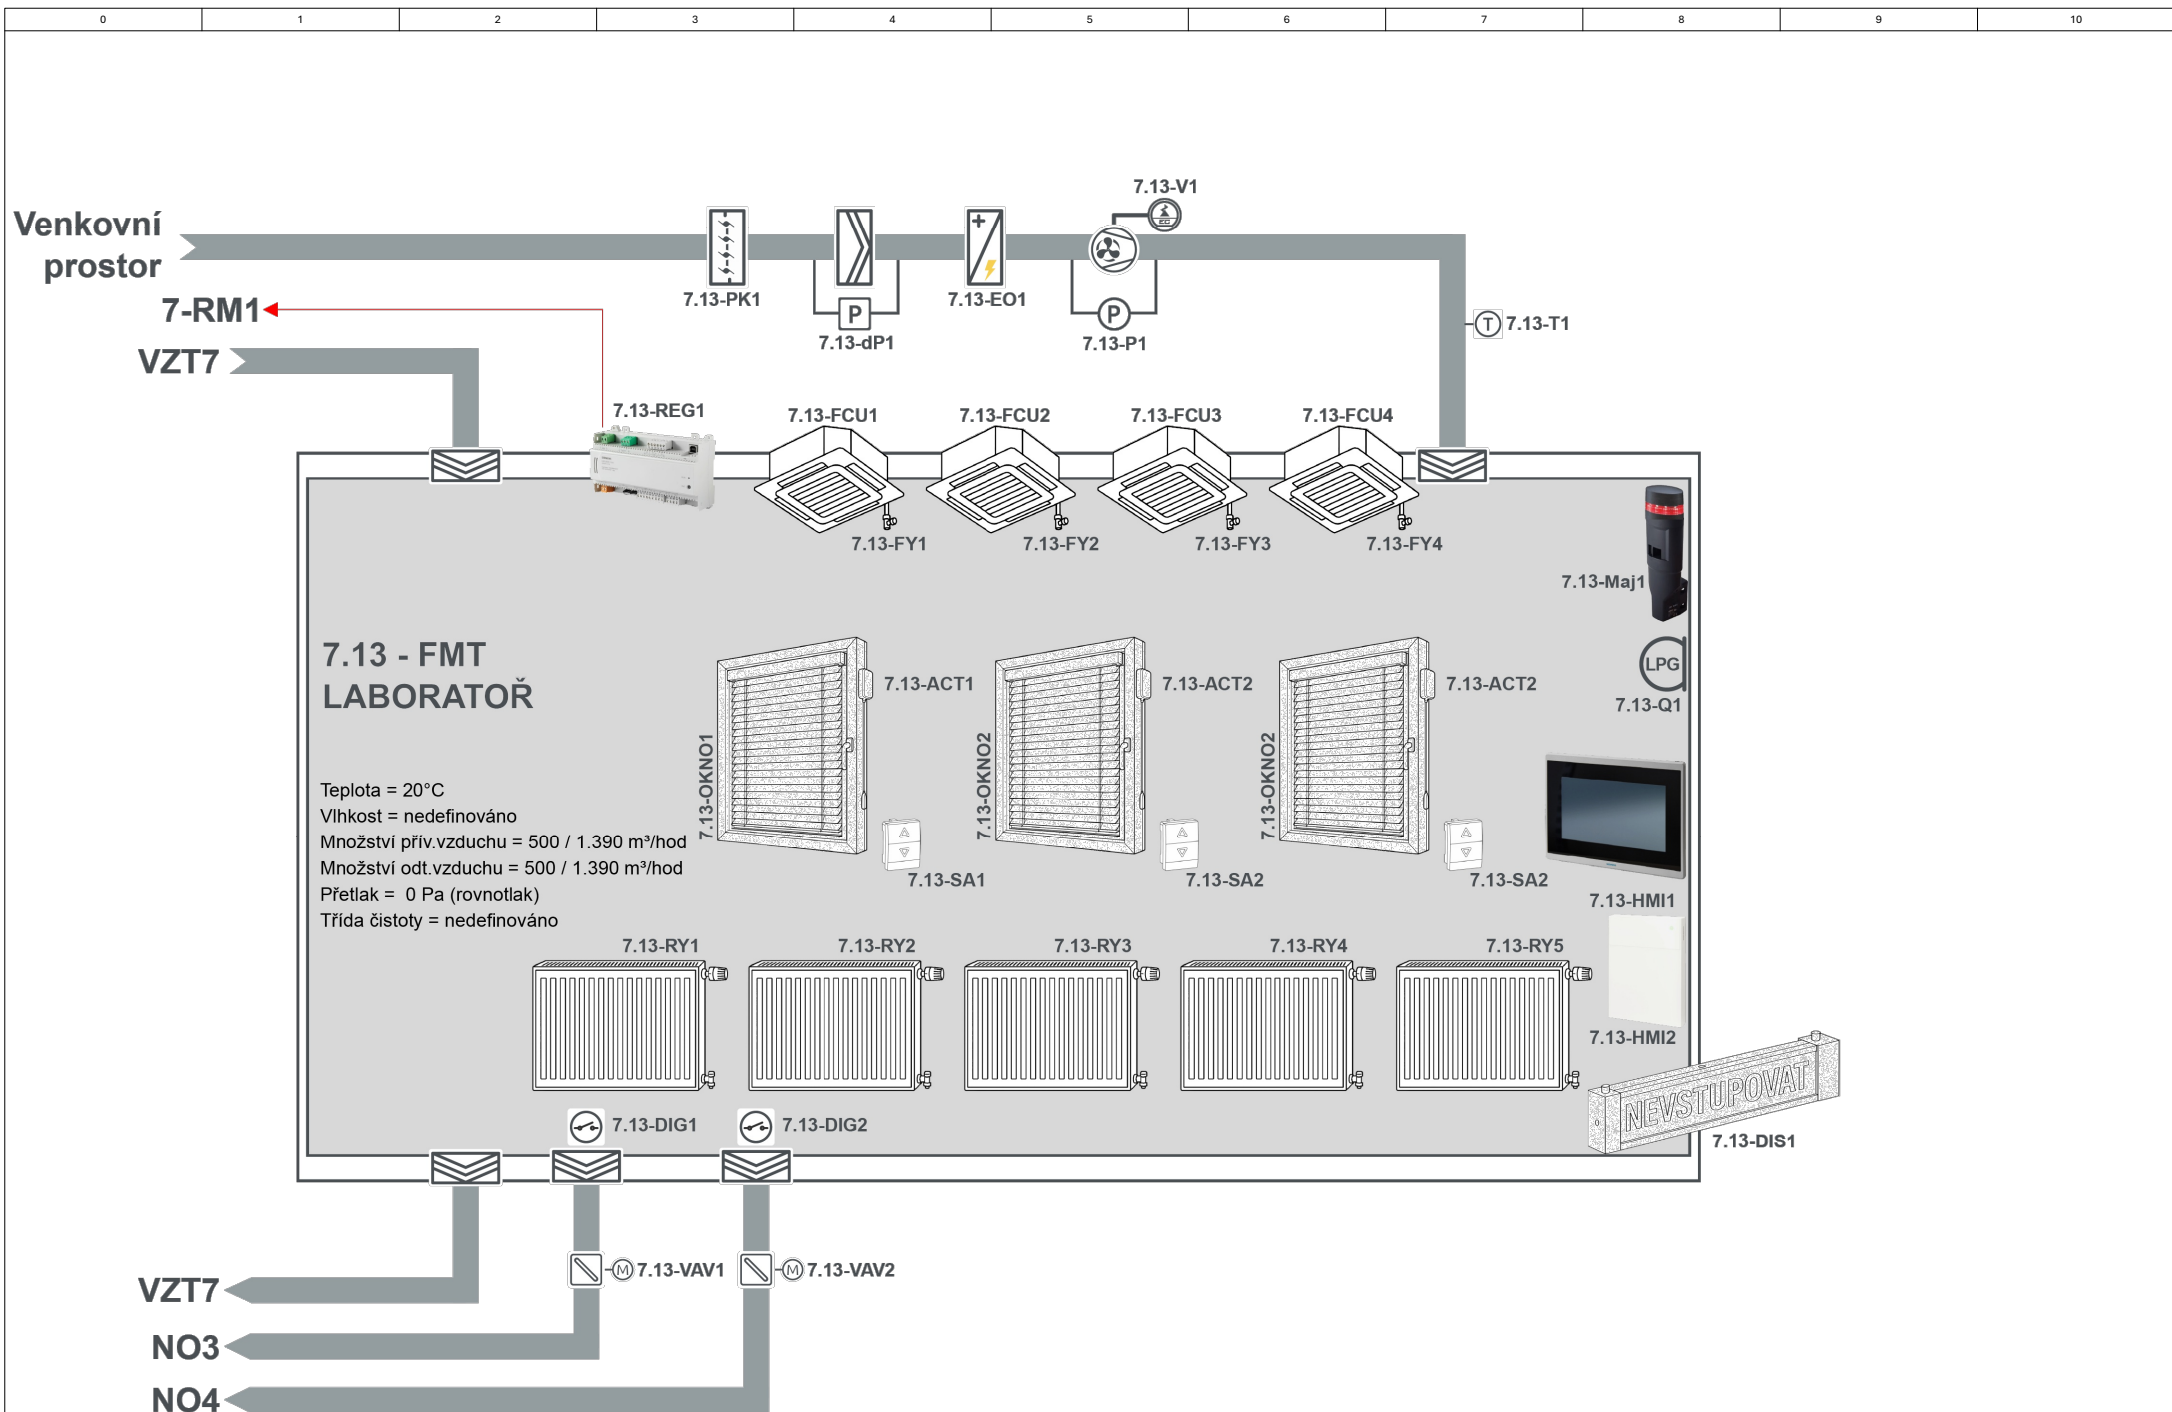 0 1 2 3 4 5 6 7 8 9 10
7.13-V1
EC
Venkovní
prostor
7.13-PK1
7.13-EO1
P
P
7.13-dP1
7.13-P1
7-RM1
T 7.13-T1
VZT7
7.13-REG1
7.13-FCU1
7.13-FCU2
7.13-FCU3
7.13-FCU4
7.13-FY1
7.13-FY2
7.13-FY3
7.13-FY4
7.13-Maj1
7.13 - FMT
LABORATOŘ
LPG
7.13-Q1
7.13-ACT1
7.13-ACT2
7.13-ACT2
7.13-OKNO1
7.13-OKNO2
7.13-OKNO2
Teplota = 20°C
Vlhkost = nedefinováno
Množství přív.vzduchu = 500 / 1.390 m³/hod
Množství odt.vzduchu = 500 / 1.390 m³/hod
Přetlak = 0 Pa (rovnotlak)
Třída čistoty = nedefinováno
7.13-SA1
7.13-SA2
7.13-SA2
7.13-HMI1
7.13-RY1
7.13-RY2
7.13-RY3
7.13-RY4
7.13-RY5
7.13-HMI2
NEVSTUPOVAT
7.13-DIS1
7.13-DIG1
7.13-DIG2
M 7.13-VAV1
M 7.13-VAV2
VZT7
NO3
NO4